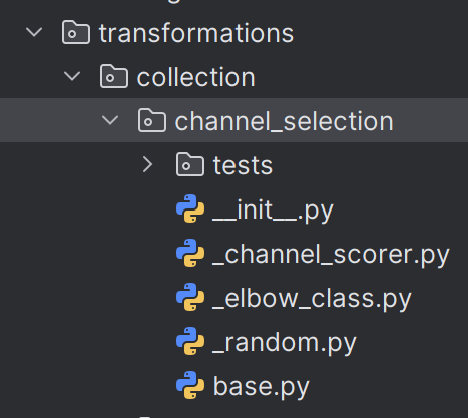 transformations
collection
channel_selection
tests
__init__.py
_channel_scorer.py
_elbow_class.py
_random.py
base.py